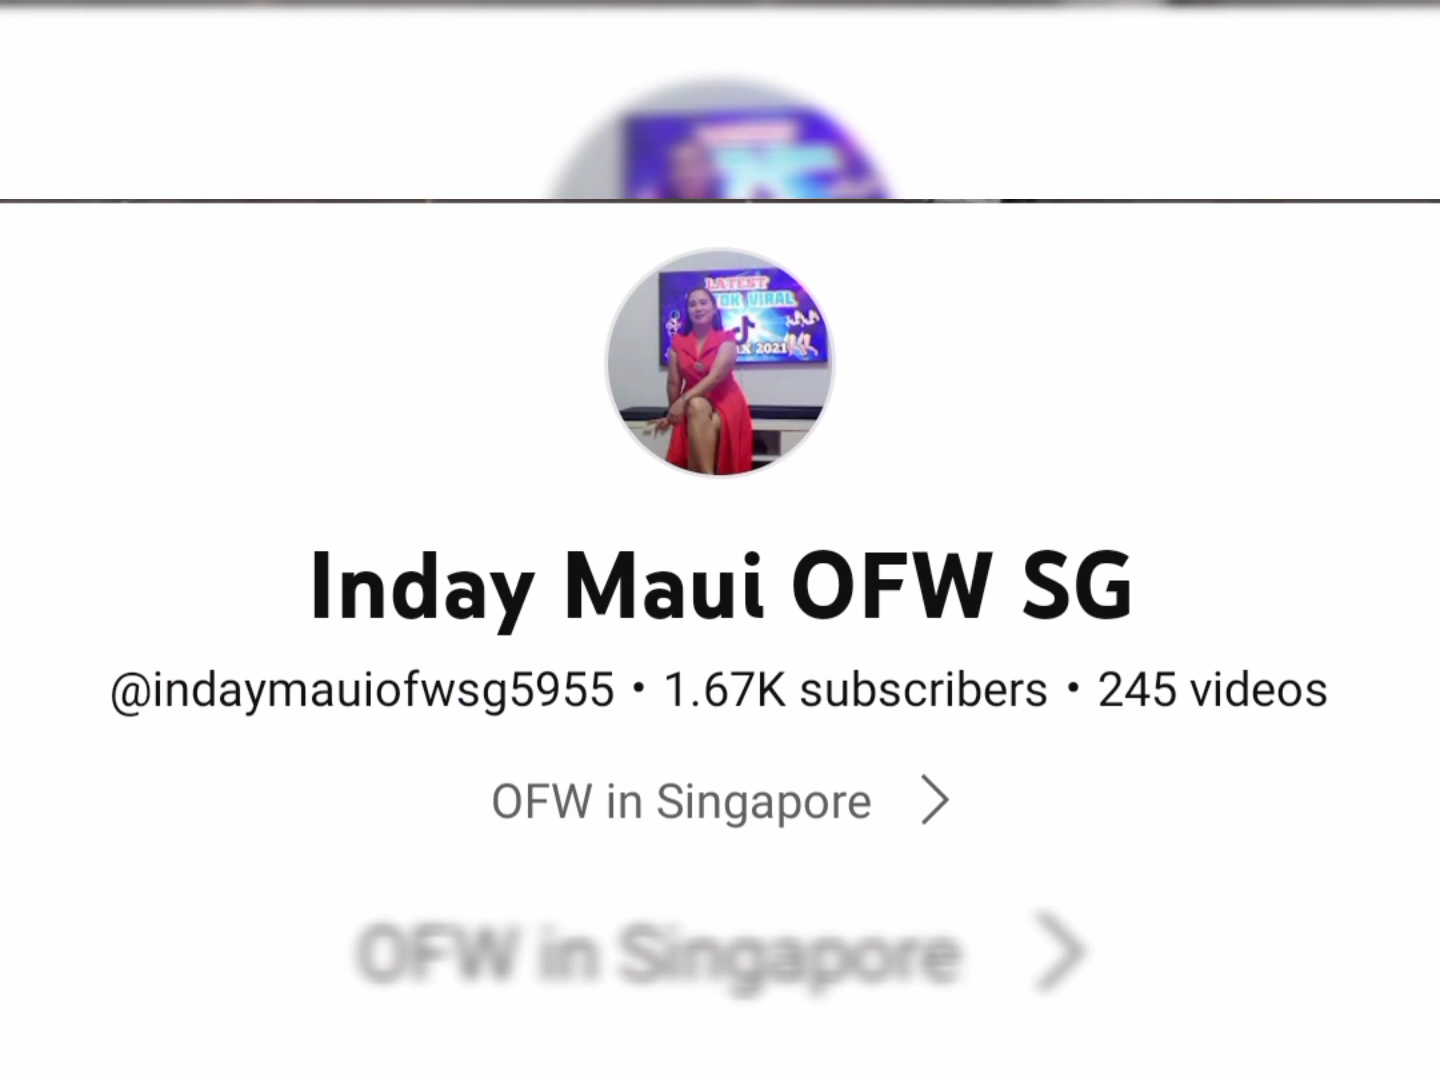 LATEST
TOK VIRAL
X 2021
Inday Maui OFW SG
@indaymauiofwsg5955 • 1.67K subscribers • 245 videos
OFW in Singapore
OFW in Singapore